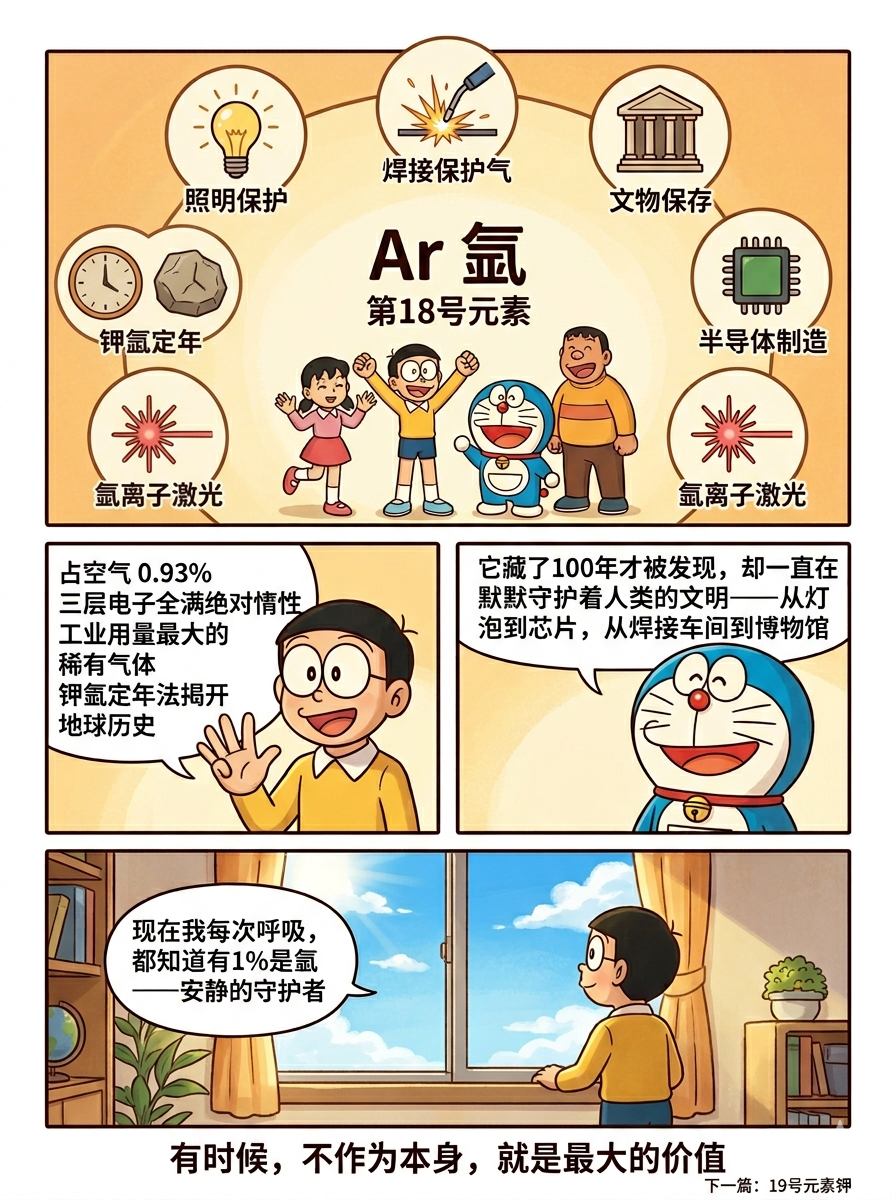 焊接保护气
照明保护
文物保存
Ar 氩
第18号元素
钾氩定年
半导体制造
氩离子激光
氩离子激光
占空气 0.93%
三层电子全满绝对惰性
工业用量最大的
稀有气体
钾氩定年法揭开
地球历史
它藏了100年才被发现，却一直在
默默守护着人类的文明——从灯
泡到芯片，从焊接车间到博物馆
现在我每次呼吸，
都知道有1%是氩
——安静的守护者
有时候，不作为本身，就是最大的价值
下一篇：19号元素钾